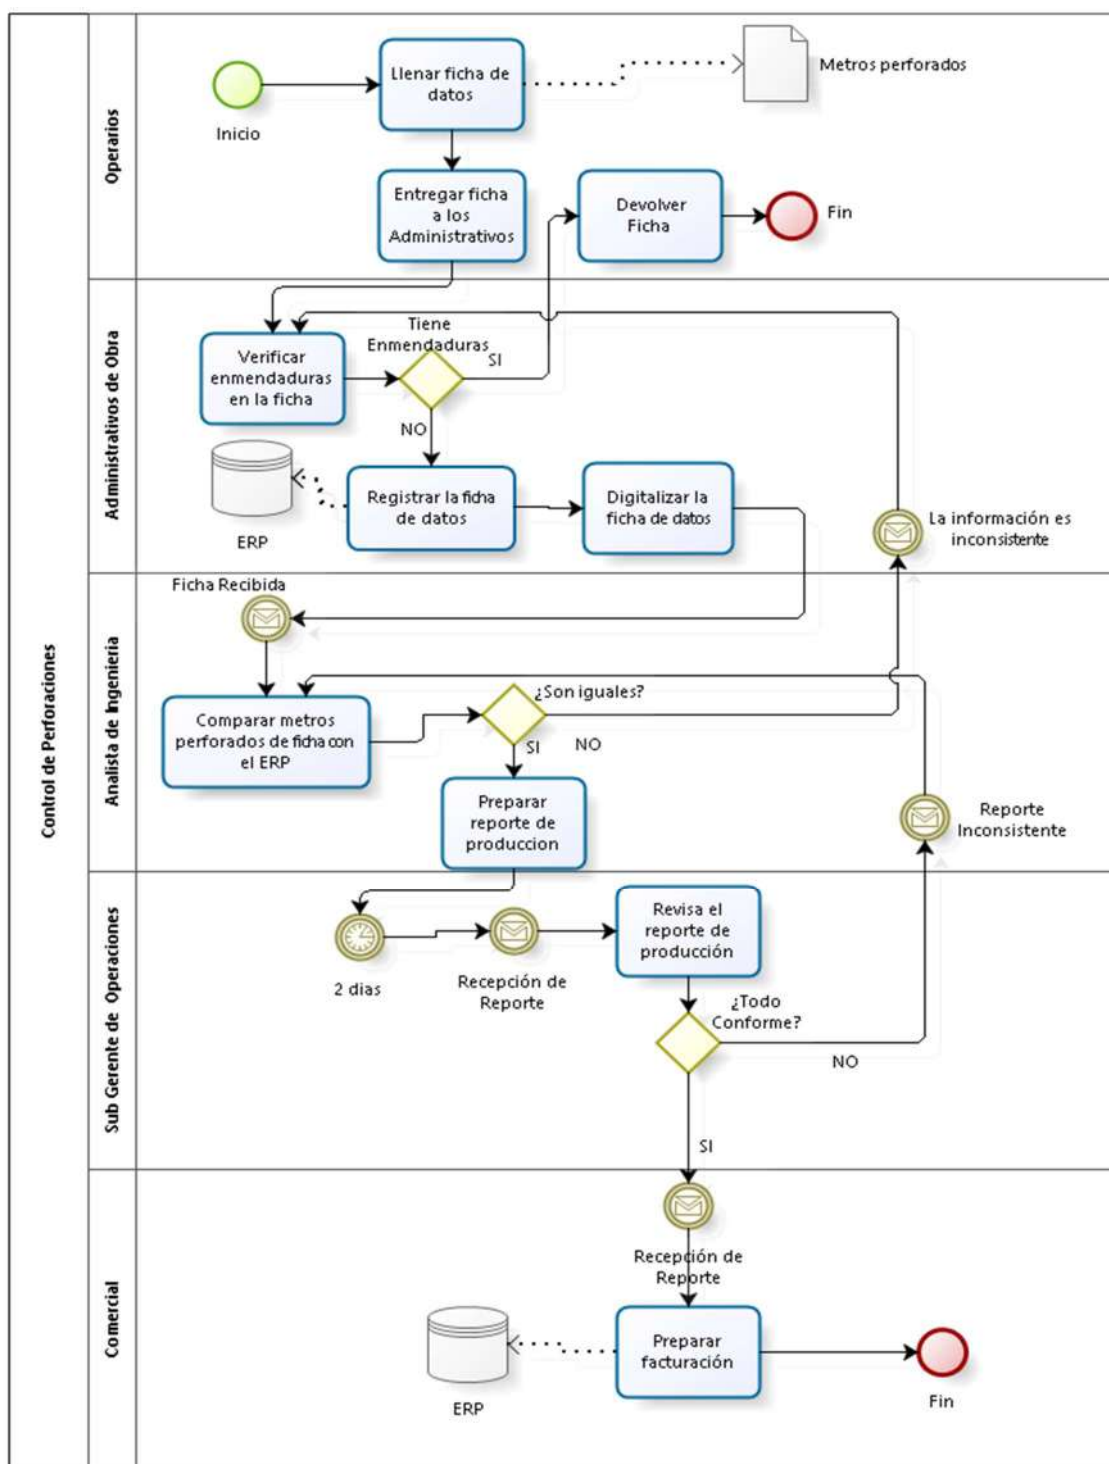 Control de Perforaciones
Operarios
Inicio
Llenar ficha de
datos
Metros perforados
Entregar ficha
a los
Administrativos
Devolver
Ficha
Fin
Administrativos de Obra
Verificar
enmendaduras
en la ficha
Tiene
Enmendaduras
SI
NO
ERP
Registrar la ficha
de datos
Digitalizar la
ficha de datos
La información es
inconsistente
Analista de Ingenieria
Ficha Recibida
Comparar metros
perforados de ficha con
el ERP
¿Son iguales?
SI
NO
Preparar
reporte de
produccion
Reporte
Inconsistente
Sub Gerente de Operaciones
2 dias
Recepción de
Reporte
Revisa el
reporte de
producción
¿Todo
Conforme?
NO
SI
Comercial
Recepción de
Reporte
ERP
Preparar
facturación
Fin